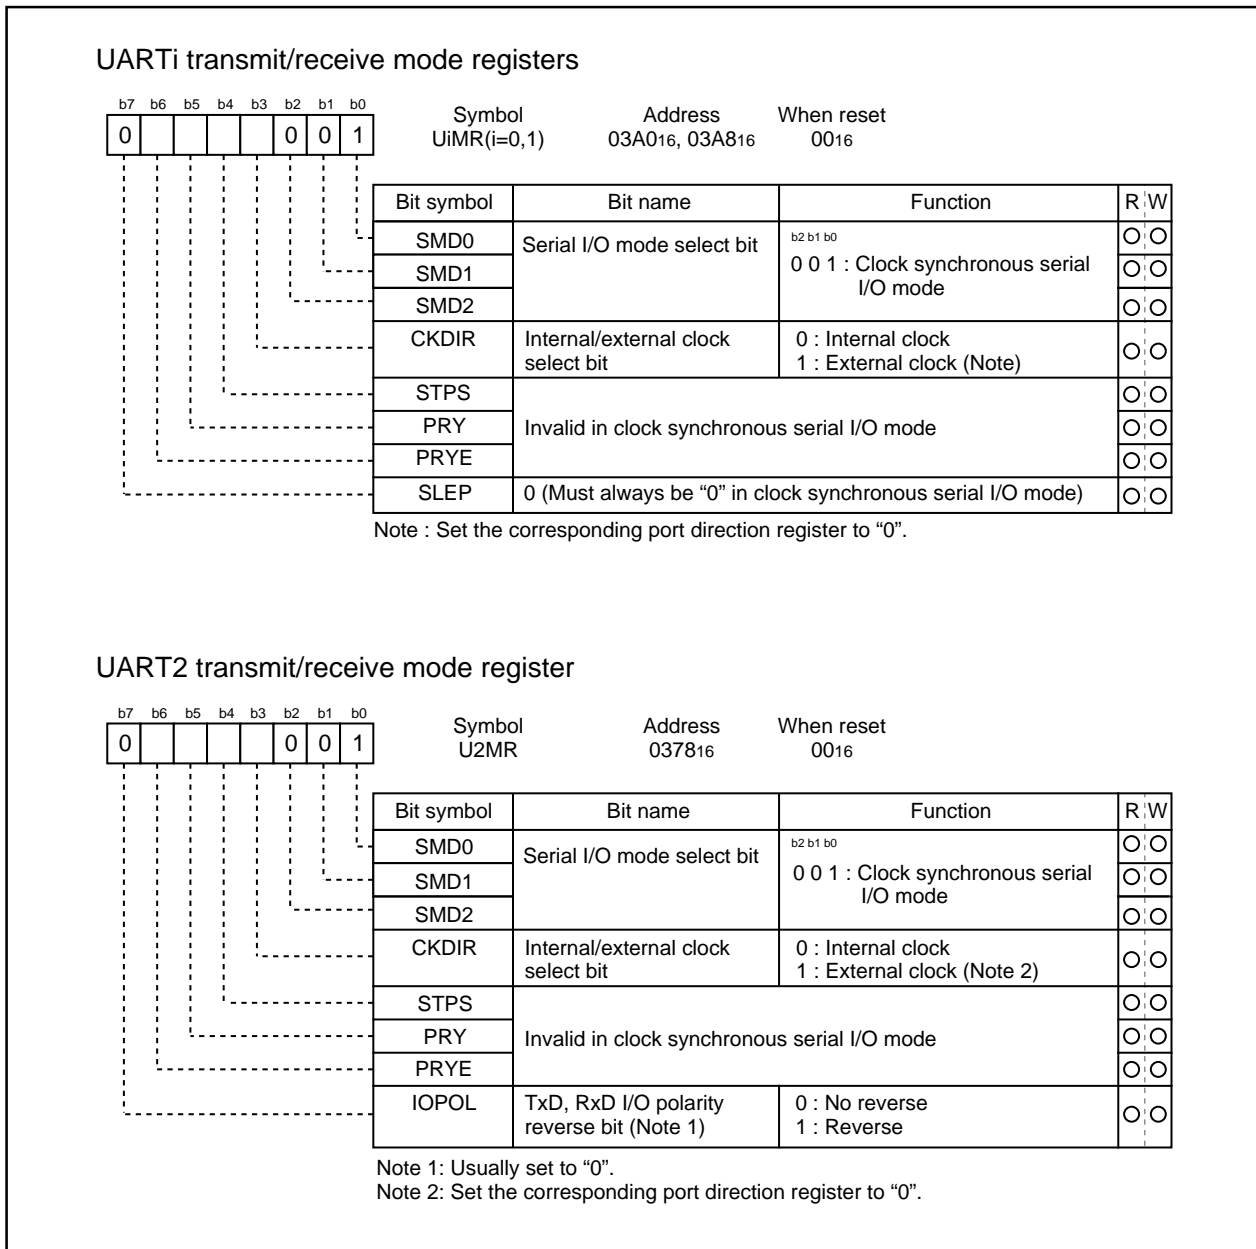 UARTi transmit/receive mode registers
b7 b6 b5 b4 b3 b2 b1 b0
0 0 0 1
Symbol Address When reset
UiMR(i=0,1) 03A016, 03A816 0016
Bit symbol Bit name Function R W
SMD0 Serial I/O mode select bit b2 b1 b0
SMD1 0 0 1 : Clock synchronous serial
I/O mode
SMD2
CKDIR Internal/external clock 0 : Internal clock
select bit 1 : External clock (Note)
STPS
PRY Invalid in clock synchronous serial I/O mode
PRYE
SLEP 0 (Must always be “0” in clock synchronous serial I/O mode)
Note : Set the corresponding port direction register to “0”.
UART2 transmit/receive mode register
b7 b6 b5 b4 b3 b2 b1 b0
0 0 0 1
Symbol Address When reset
U2MR 037816 0016
Bit symbol Bit name Function R W
SMD0 Serial I/O mode select bit b2 b1 b0
SMD1 0 0 1 : Clock synchronous serial
I/O mode
SMD2
CKDIR Internal/external clock 0 : Internal clock
select bit 1 : External clock (Note 2)
STPS
PRY Invalid in clock synchronous serial I/O mode
PRYE
IOPOL TxD, RxD I/O polarity 0 : No reverse
reverse bit (Note 1) 1 : Reverse
Note 1: Usually set to “0”.
Note 2: Set the corresponding port direction register to “0”.